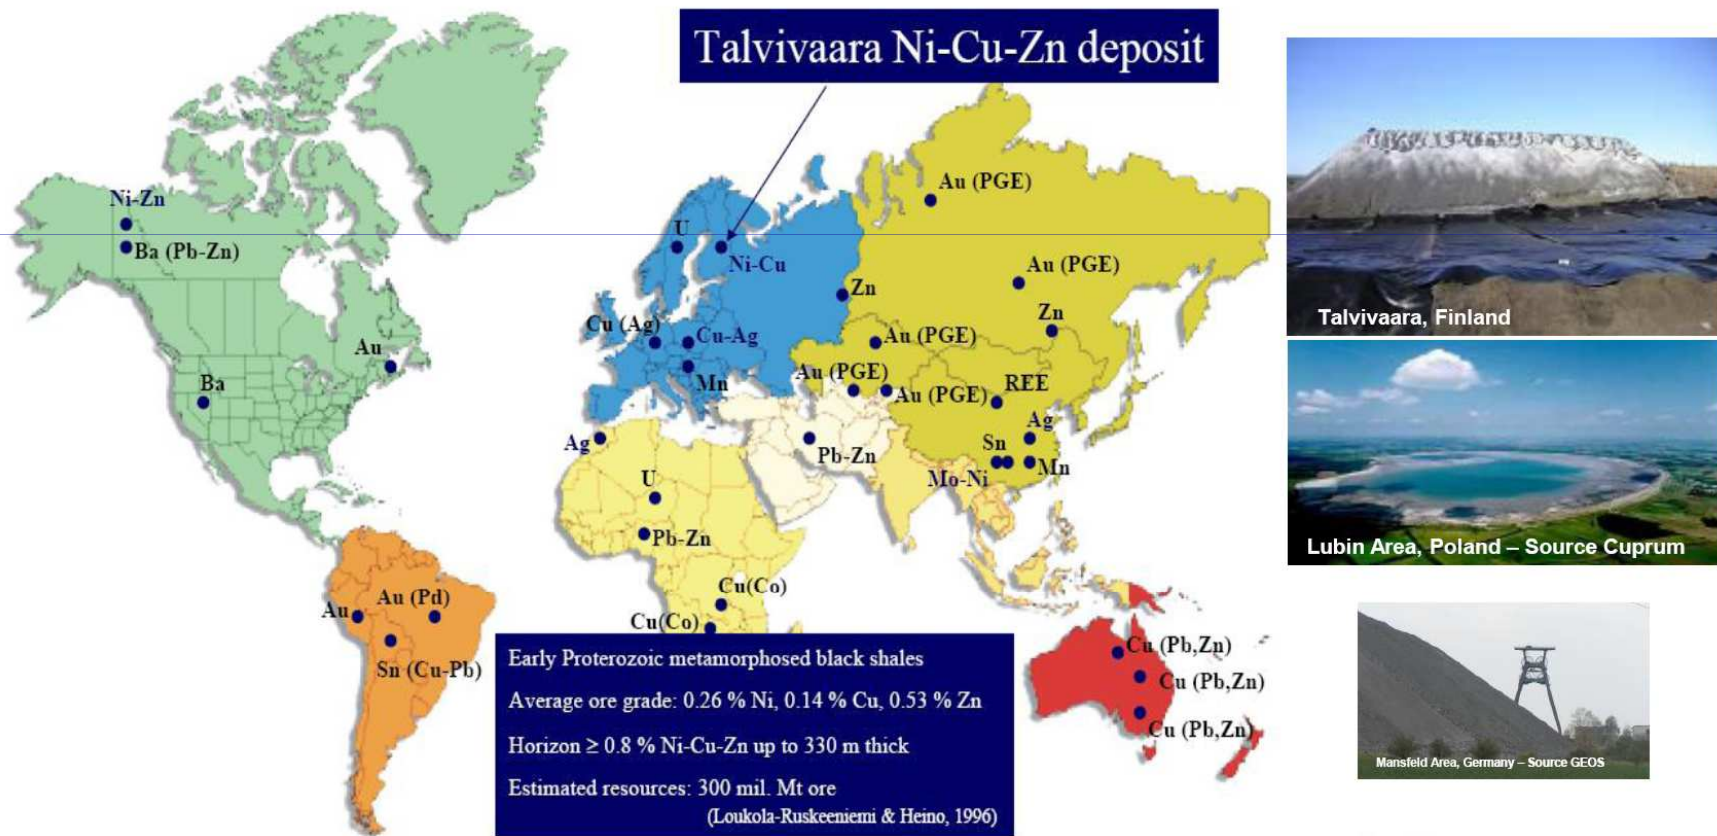 Talvivaara Ni-Cu-Zn deposit
Ni-Zn
Ba (Pb-Zn)
Au
Ba
Au
Au (Pd)
Sn (Cu-Pb)
U
Ni-Cu
Zn
Cu (Ag)
Cu-Ag
Mn
Au (PGE)
Au (PGE)
Zn
Au (PGE)
Au (PGE)
Au (PGE)
REE
Ag
Sn
Mn
Mo-Ni
Pb-Zn
Ag
U
Pb-Zn
Cu(Co)
Cu(Co)
Cu (Pb,Zn)
Cu (Pb,Zn)
Cu (Pb,Zn)
Early Proterozoic metamorphosed black shales
Average ore grade: 0.26 % Ni, 0.14 % Cu, 0.53 % Zn
Horizon ≥ 0.8 % Ni-Cu-Zn up to 330 m thick
Estimated resources: 300 mil. Mt ore
(Loukola-Ruskeeniemi & Heino, 1996)
Talvivaara, Finland
Lubin Area, Poland – Source Cuprum
Mansfeld Area, Germany – Source GEOS